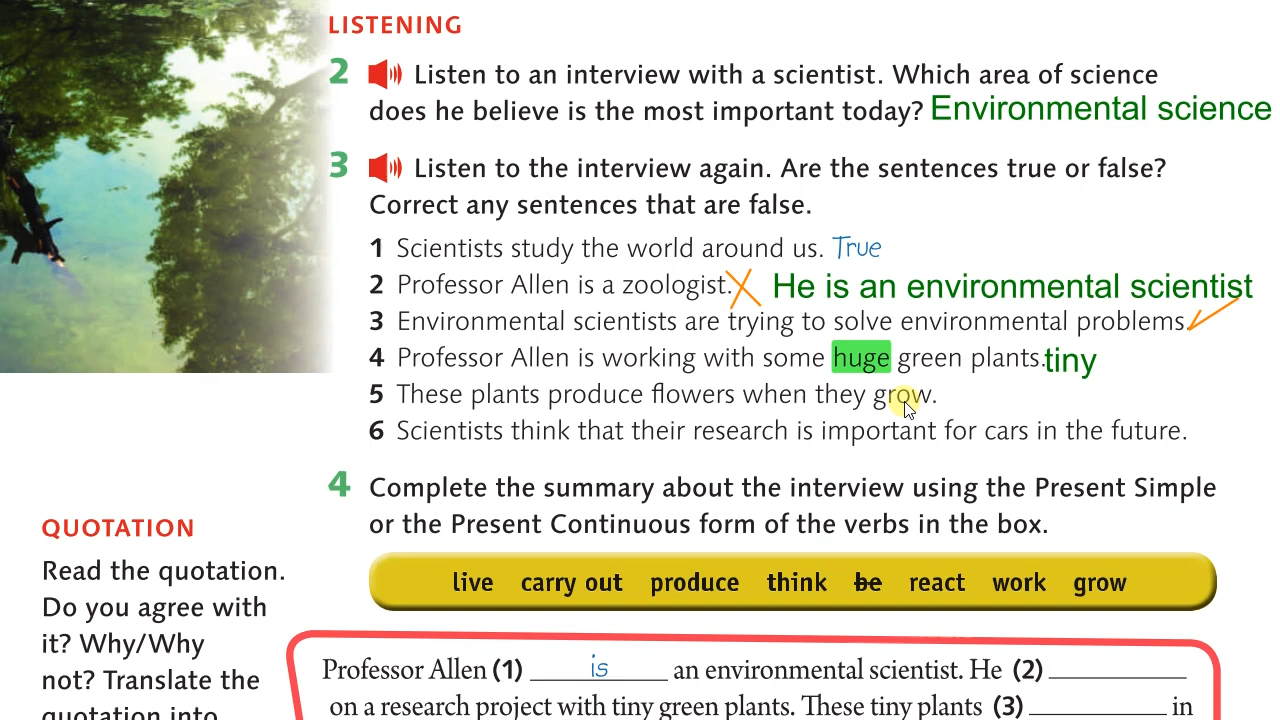 LISTENING
2 Listen to an interview with a scientist. Which area of science
does he believe is the most important today? Environmental science
3 Listen to the interview again. Are the sentences true or false?
Correct any sentences that are false.
1 Scientists study the world around us. True
2 Professor Allen is a zoologist. He is an environmental scientist
3 Environmental scientists are trying to solve environmental problems.
4 Professor Allen is working with some huge green plants. tiny
5 These plants produce flowers when they grow.
6 Scientists think that their research is important for cars in the future.
4 Complete the summary about the interview using the Present Simple
or the Present Continuous form of the verbs in the box.
live carry out produce think be react work grow
Professor Allen (1) is an environmental scientist. He (2)
on a research project with tiny green plants. These tiny plants (3) in
QUOTATION
Read the quotation.
Do you agree with
it? Why/Why
not? Translate the
quotation into